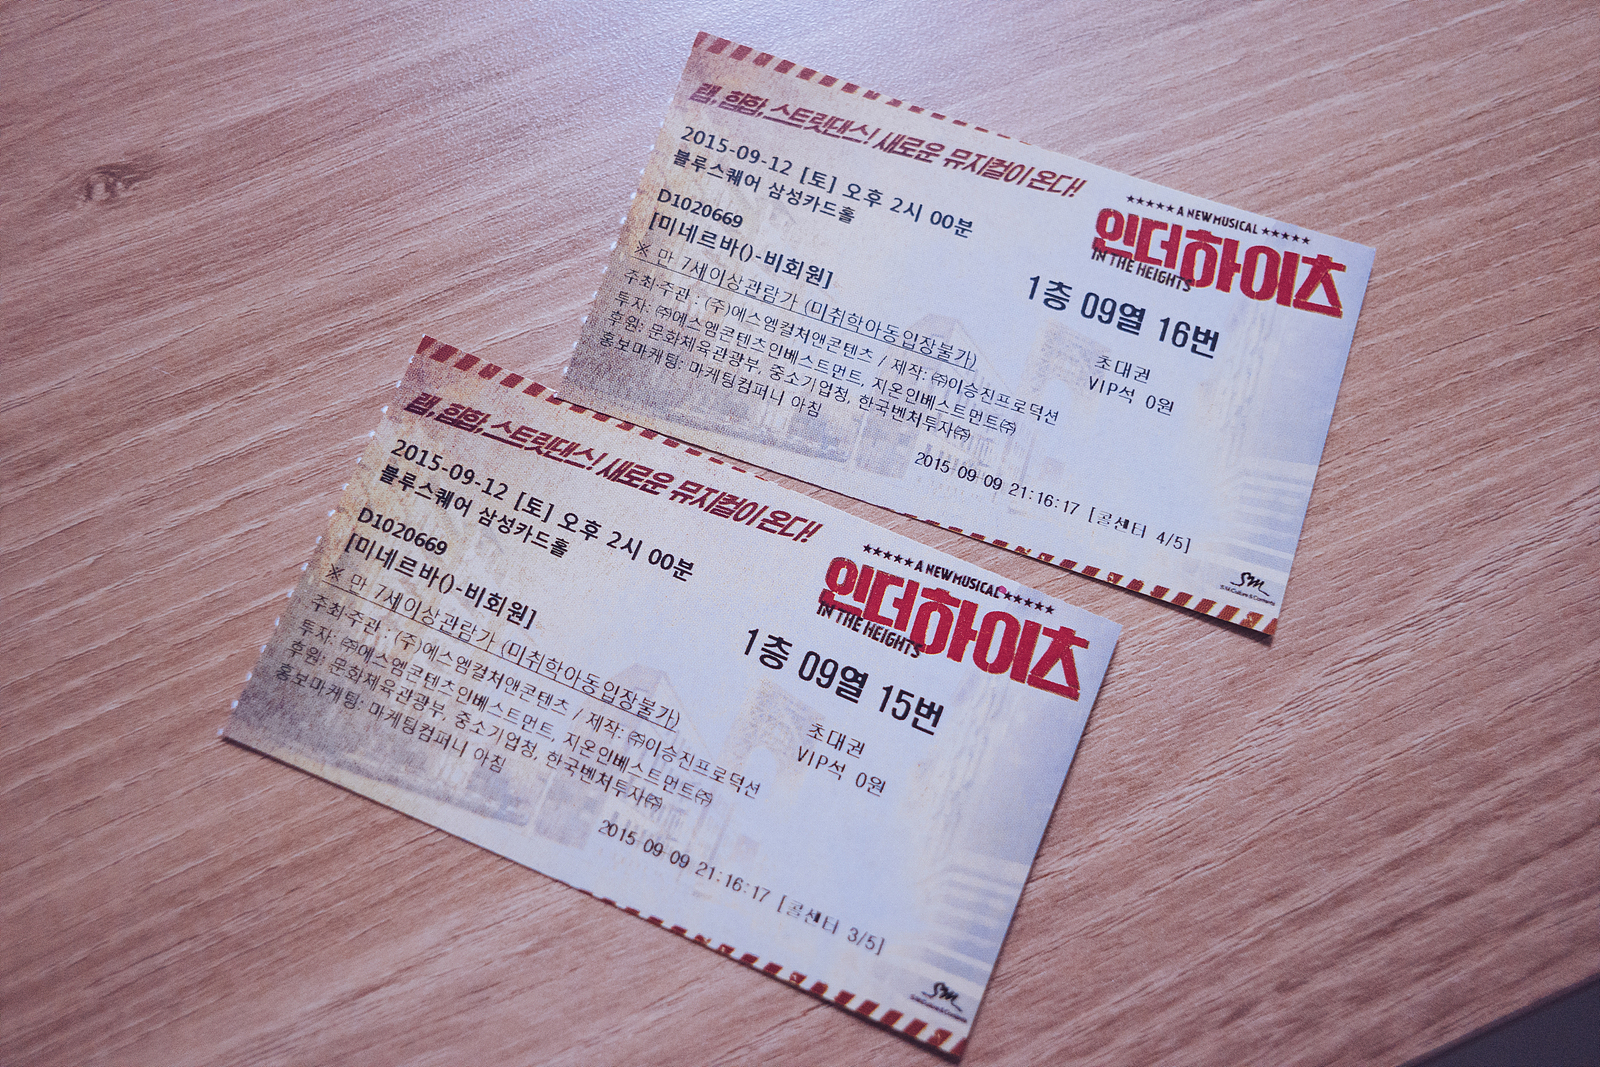 랩, 힙합, 스트릿댄스! 새로운 뮤지컬이 온다!
2015-09-12 [토] 오후 2시 00분
블루스퀘어 삼성카드홀
D1020669
[미네르바()-비회원]
※ 만 7세이상관람가 (미취학아동입장불가)
주최·주관 : (주)에스엠컬처앤콘텐츠 / 제작: ㈜이승진프로덕션
투자: ㈜에스엠콘텐츠인베스트먼트, 지온인베스트먼트㈜
후원: 문화체육관광부, 중소기업청, 한국벤처투자㈜
홍보마케팅: 마케팅컴퍼니 아침
★★★★★ A NEW MUSICAL ★★★★★
인더하이츠
IN THE HEIGHTS
1층 09열 16번
초대권
VIP석 0원
2015 09 09 21:16:17 [콜센터 4/5]
SM
S.M.Culture & Contents
랩, 힙합, 스트릿댄스! 새로운 뮤지컬이 온다!
2015-09-12 [토] 오후 2시 00분
블루스퀘어 삼성카드홀
D1020669
[미네르바()-비회원]
※ 만 7세이상관람가 (미취학아동입장불가)
주최·주관 : (주)에스엠컬처앤콘텐츠 / 제작: ㈜이승진프로덕션
투자: ㈜에스엠콘텐츠인베스트먼트, 지온인베스트먼트㈜
후원: 문화체육관광부, 중소기업청, 한국벤처투자㈜
홍보마케팅: 마케팅컴퍼니 아침
★★★★★ A NEW MUSICAL ★★★★★
인더하이츠
IN THE HEIGHTS
1층 09열 15번
초대권
VIP석 0원
2015 09 09 21:16:17 [콜센터 3/5]
SM
S.M.Culture & Contents